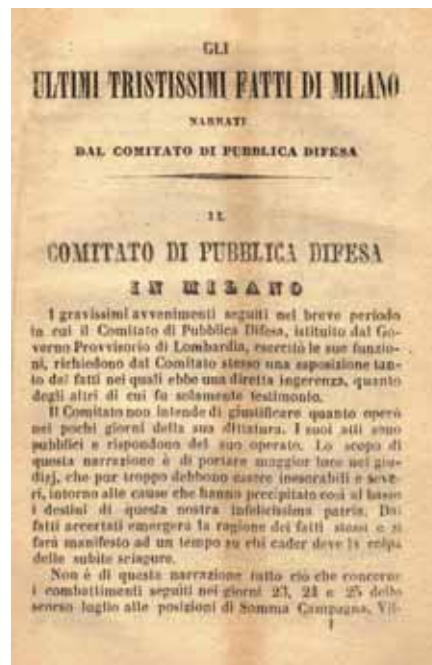 GLI
ULTIMI TRISTISSIMI FATTI DI MILANO
NARRATI
DAL COMITATO DI PUBBLICA DIFESA
IL
COMITATO DI PUBBLICA DIFESA
IN MILANO
I gravissimi avvenimenti seguiti nel breve periodo
in cui il Comitato di Pubblica Difesa, istituito dal Go-
verno Provvisorio di Lombardia, esercitò le sue funzio-
ni, richiedono dal Comitato stesso una esposizione tan-
to dei fatti nei quali ebbe una diretta ingerenza, quanto
degli altri di cui fu solamente testimonio.
Il Comitato non intende di giustificare quanto operò
nei pochi giorni della sua dittatura. I suoi atti sono
pubblici e rispondono del suo operato. Lo scopo di
questa narrazione è di portare maggior luce nei giu-
dizj, che pur troppo debbono essere inesorabili e seve-
ri, intorno alle cause che hanno precipitato così al basso
i destini di questa nostra infelicissima patria. Dai
fatti accertati emergerà la ragione dei fatti stessi e si
farà manifesto ad un tempo su chi cader deve la colpa
delle subite sciagure.
Non è di questa narrazione tutto ciò che concerne
i combattimenti seguiti nei giorni 23, 24 e 25 dello
scorso luglio alle posizioni di Somma Campagna, Vil-
1